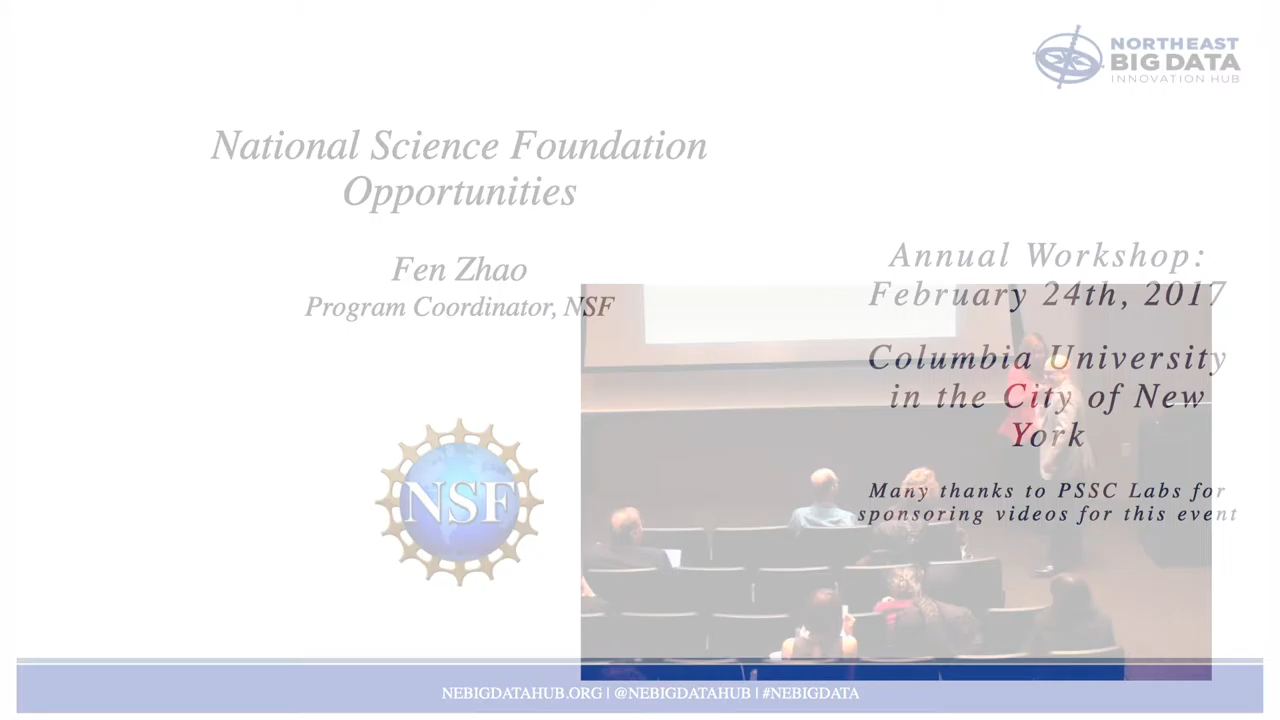 NORTHEAST
BIG DATA
INNOVATION HUB
National Science Foundation
Opportunities
Fen Zhao
Program Coordinator, NSF
Annual Workshop:
February 24th, 2017
Columbia University
in the City of New
York
Many thanks to PSSC Labs for
sponsoring videos for this event
NSF
NEBIGDATAHUB.ORG | @NEBIGDATAHUB | #NEBIGDATA